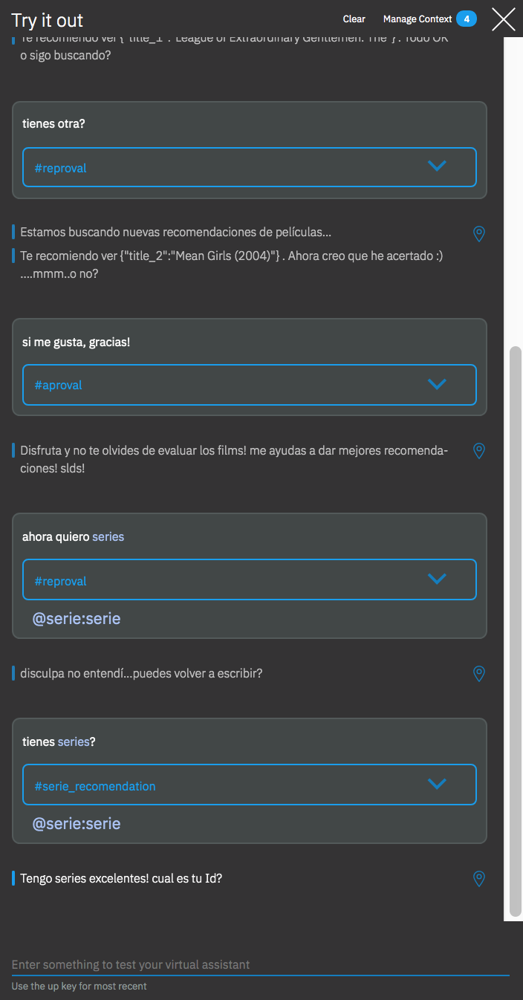 Try it out
Clear
Manage Context
4
Te recomiendo ver {"title_1":"League of Extraordinary Gentlemen. The"} . Todo OK
o sigo buscando?
tienes otra?
#reproval
Estamos buscando nuevas recomendaciones de películas...
Te recomiendo ver {"title_2":"Mean Girls (2004)"} . Ahora creo que he acertado :)
....mmm..o no?
si me gusta, gracias!
#aproval
Disfruta y no te olvides de evaluar los films! me ayudas a dar mejores recomenda-
ciones! slds!
ahora quiero series
#reproval
@serie:serie
disculpa no entendí...puedes volver a escribir?
tienes series?
#serie_recomendation
@serie:serie
Tengo series excelentes! cual es tu Id?
Enter something to test your virtual assistant
Use the up key for most recent